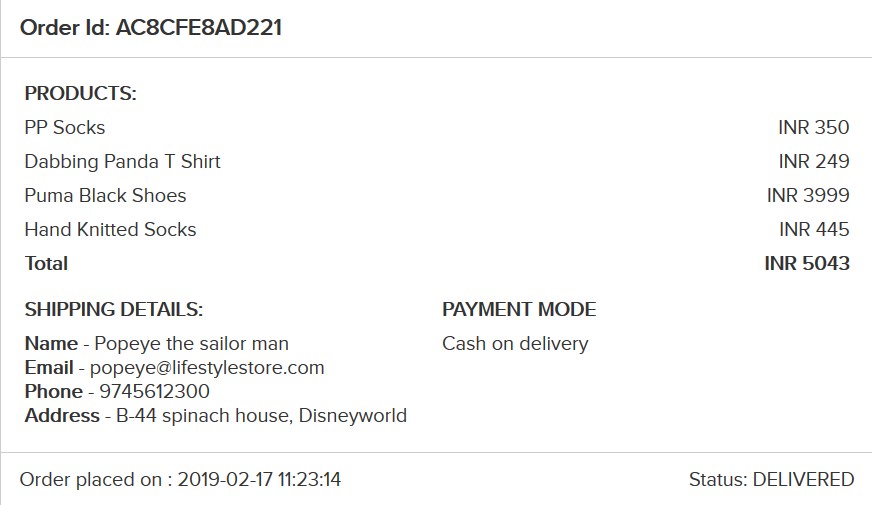 Order Id: AC8CFE8AD221
PRODUCTS:
PP Socks INR 350
Dabbing Panda T Shirt INR 249
Puma Black Shoes INR 3999
Hand Knitted Socks INR 445
Total INR 5043
SHIPPING DETAILS:
Name - Popeye the sailor man
Email - popeye@lifestylestore.com
Phone - 9745612300
Address - B-44 spinach house, Disneyworld
PAYMENT MODE
Cash on delivery
Order placed on : 2019-02-17 11:23:14 Status: DELIVERED